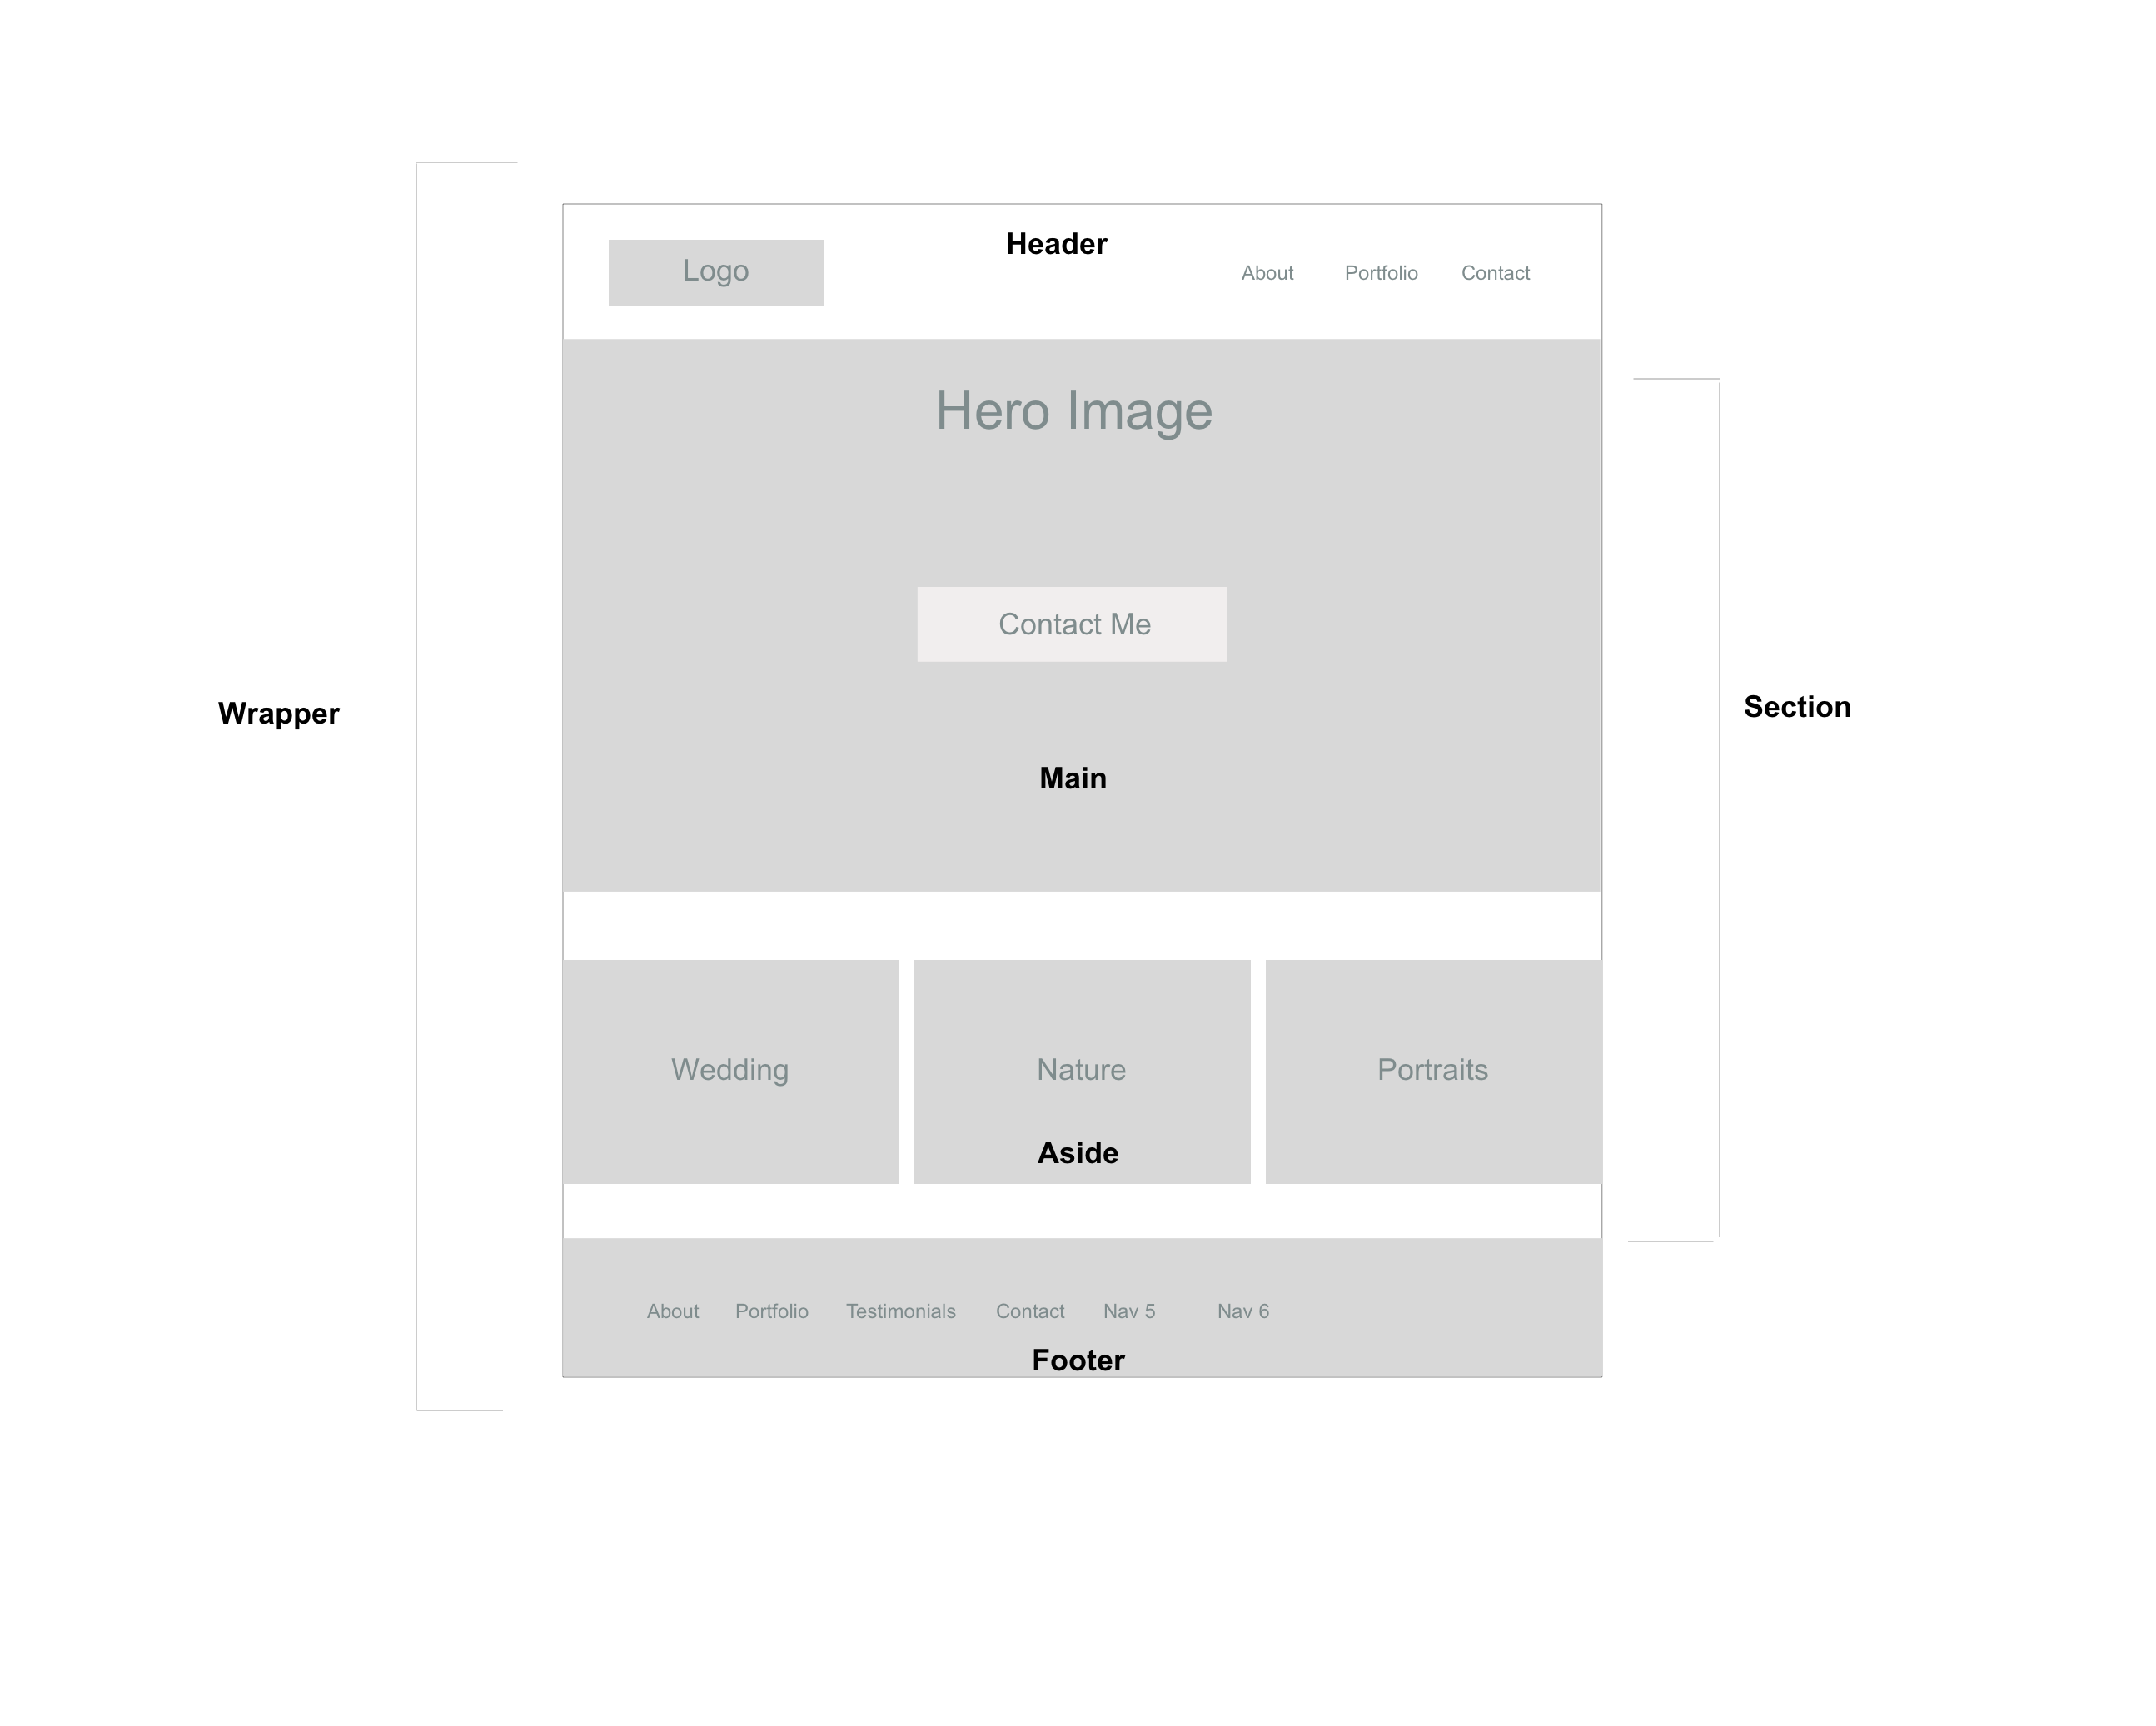 Header
Logo
About Portfolio Contact
Hero Image
Contact Me
Wrapper
Section
Main
Wedding Nature Portraits
Aside
About Portfolio Testimonials Contact Nav 5 Nav 6
Footer